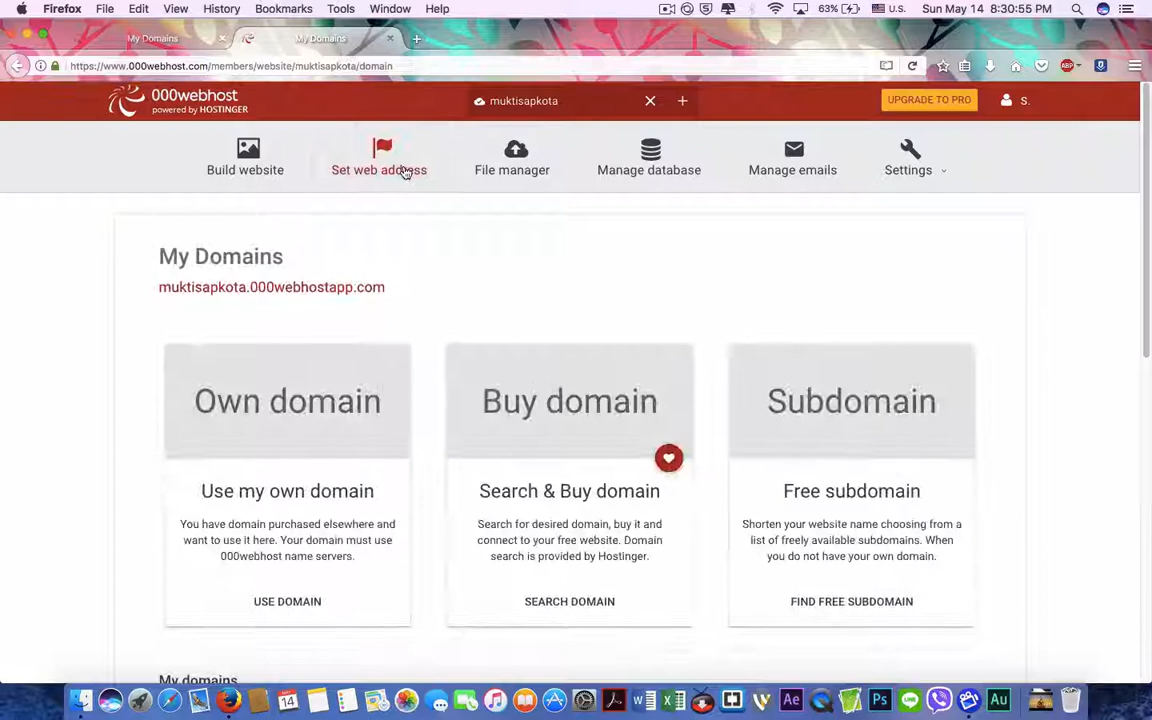 Firefox File Edit View History Bookmarks Tools Window Help 63% U.S. Sun May 14 8:30:55 PM
My Domains My Domains
https://www.000webhost.com/members/website/muktisapkota/domain ABP
000webhost
powered by HOSTINGER
muktisapkota
UPGRADE TO PRO
S.
Build website Set web address File manager Manage database Manage emails Settings
My Domains
muktisapkota.000webhostapp.com
Own domain Buy domain Subdomain
Use my own domain
You have domain purchased elsewhere and
want to use it here. Your domain must use
000webhost name servers.
USE DOMAIN
Search & Buy domain
Search for desired domain, buy it and
connect to your free website. Domain
search is provided by Hostinger.
SEARCH DOMAIN
Free subdomain
Shorten your website name choosing from a
list of freely available subdomains. When
you do not have your own domain.
FIND FREE SUBDOMAIN
My domains
14 W X Ae Ps LINE Au